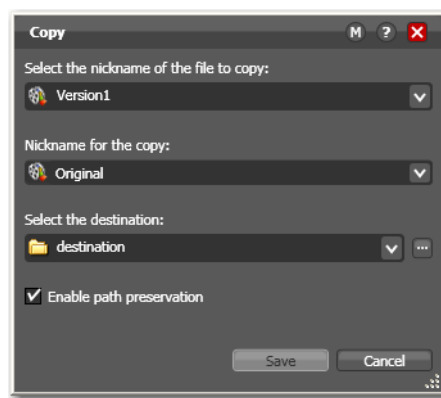 Copy
M ?
Select the nickname of the file to copy:
Version1
Nickname for the copy:
Original
Select the destination:
destination
Enable path preservation
Save Cancel